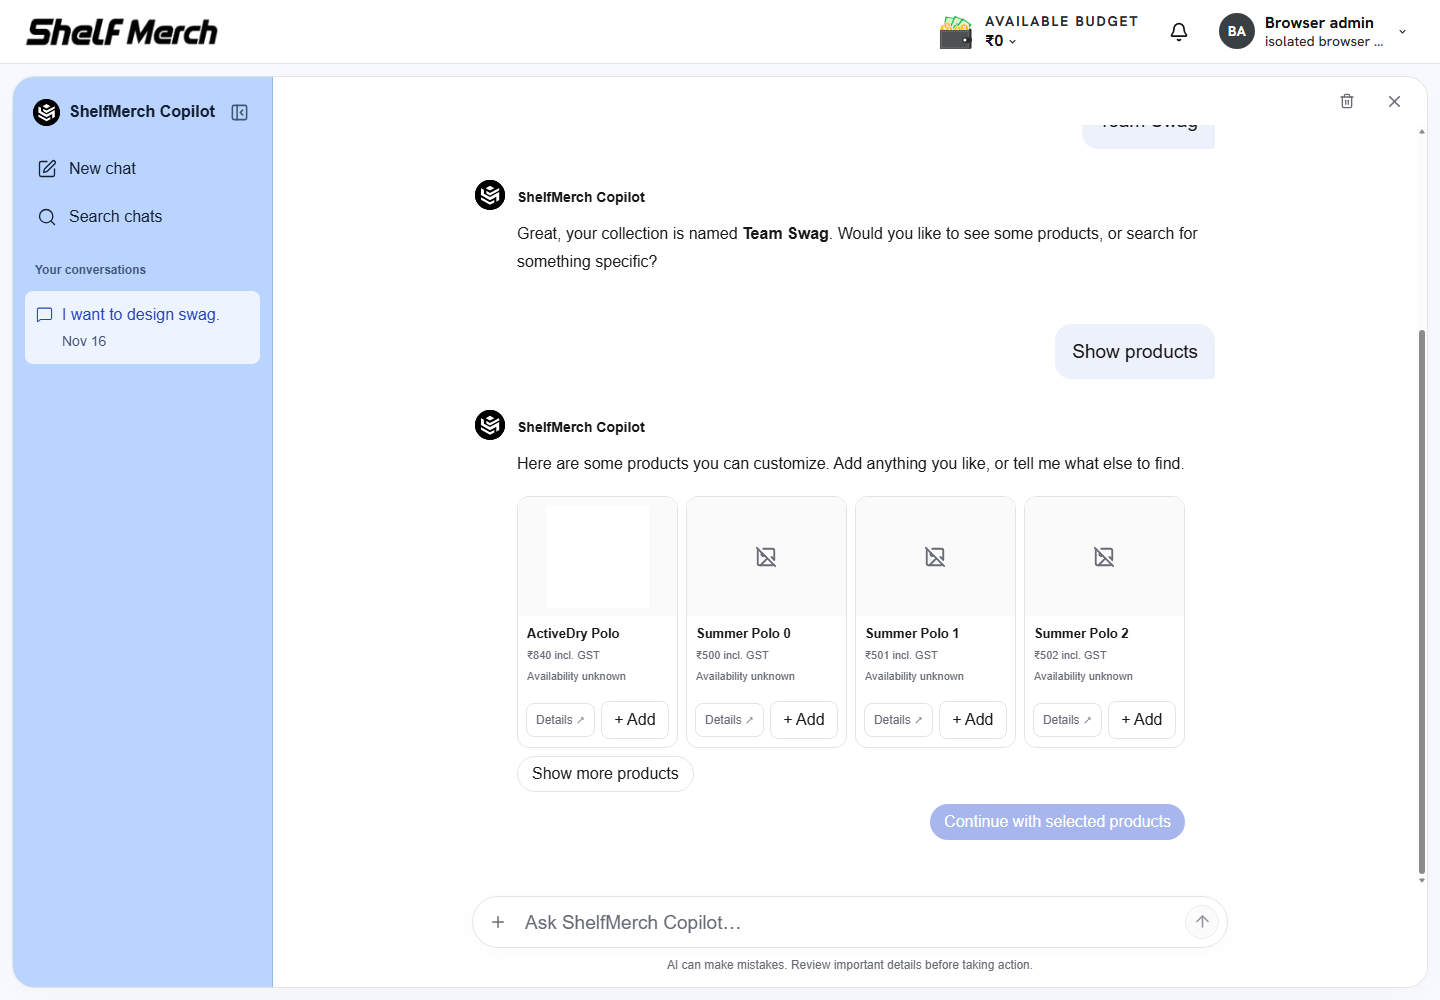 Shelf Merch
AVAILABLE BUDGET
₹0
BA
Browser admin
isolated browser ...
ShelfMerch Copilot
New chat
Search chats
Your conversations
I want to design swag.
Nov 16
Team Swag
ShelfMerch Copilot
Great, your collection is named Team Swag. Would you like to see some products, or search for
something specific?
Show products
ShelfMerch Copilot
Here are some products you can customize. Add anything you like, or tell me what else to find.
ActiveDry Polo
₹840 incl. GST
Availability unknown
Details ↗
+ Add
Summer Polo 0
₹500 incl. GST
Availability unknown
Details ↗
+ Add
Summer Polo 1
₹501 incl. GST
Availability unknown
Details ↗
+ Add
Summer Polo 2
₹502 incl. GST
Availability unknown
Details ↗
+ Add
Show more products
Continue with selected products
Ask ShelfMerch Copilot…
AI can make mistakes. Review important details before taking action.